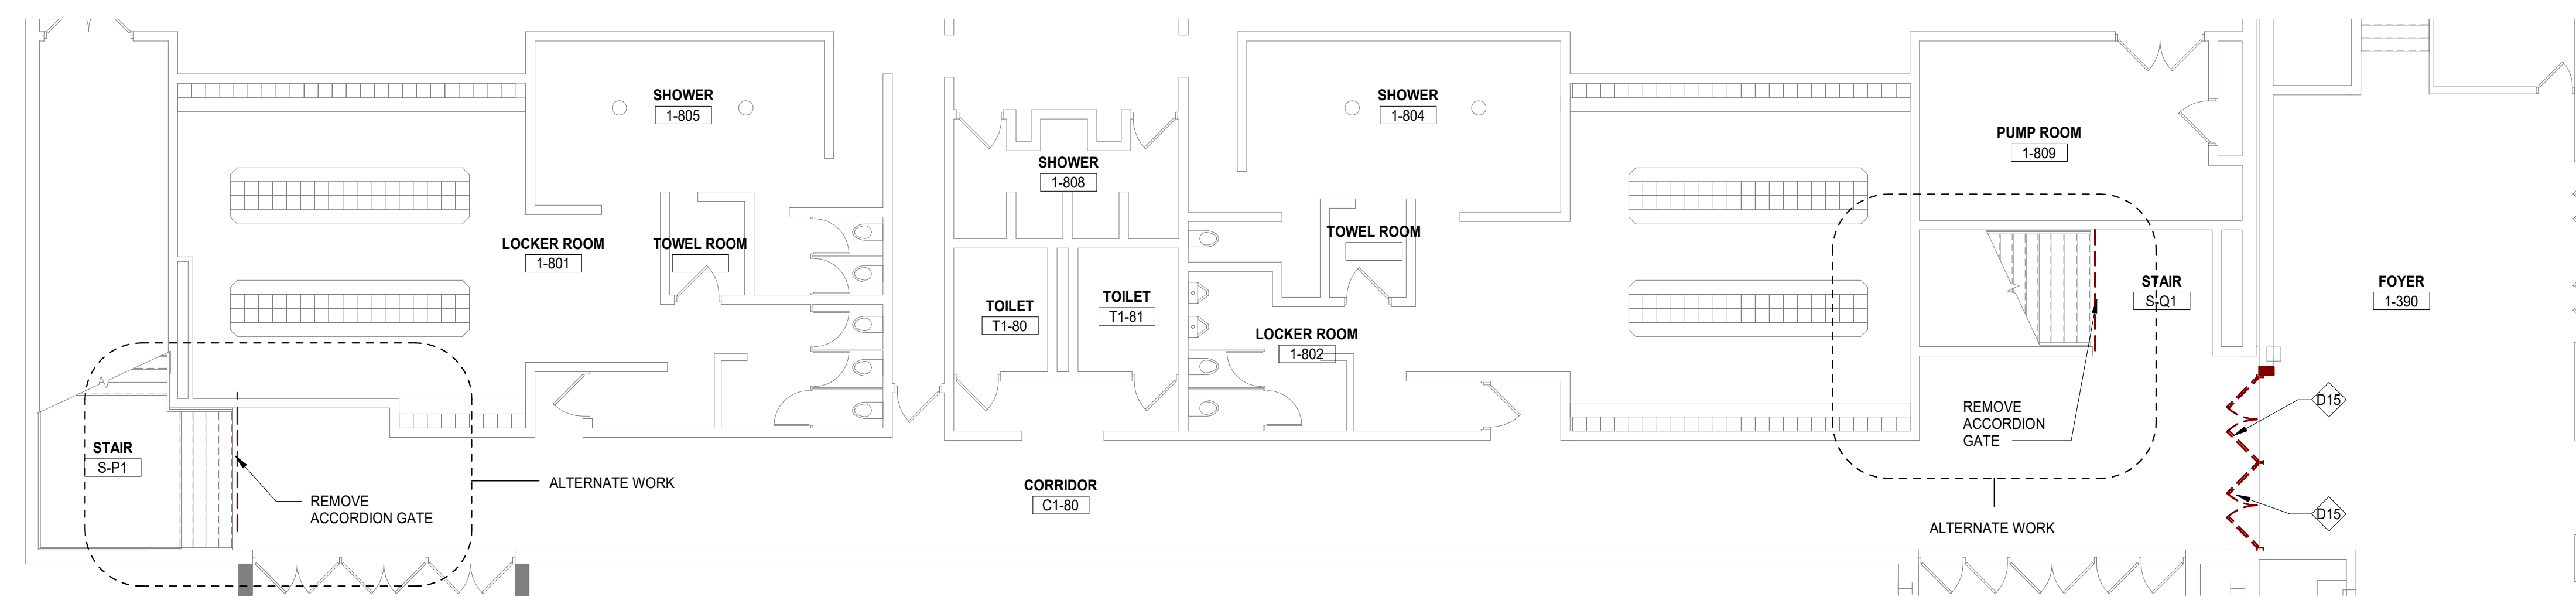 SHOWER
1-805
SHOWER
1-804
PUMP ROOM
1-809
SHOWER
1-808
LOCKER ROOM
1-801
TOWEL ROOM
TOWEL ROOM
STAIR
S-Q1
FOYER
1-390
TOILET
T1-80
TOILET
T1-81
LOCKER ROOM
1-802
REMOVE
ACCORDION
GATE
D15
STAIR
S-P1
REMOVE
ACCORDION GATE
ALTERNATE WORK
CORRIDOR
C1-80
ALTERNATE WORK
D15